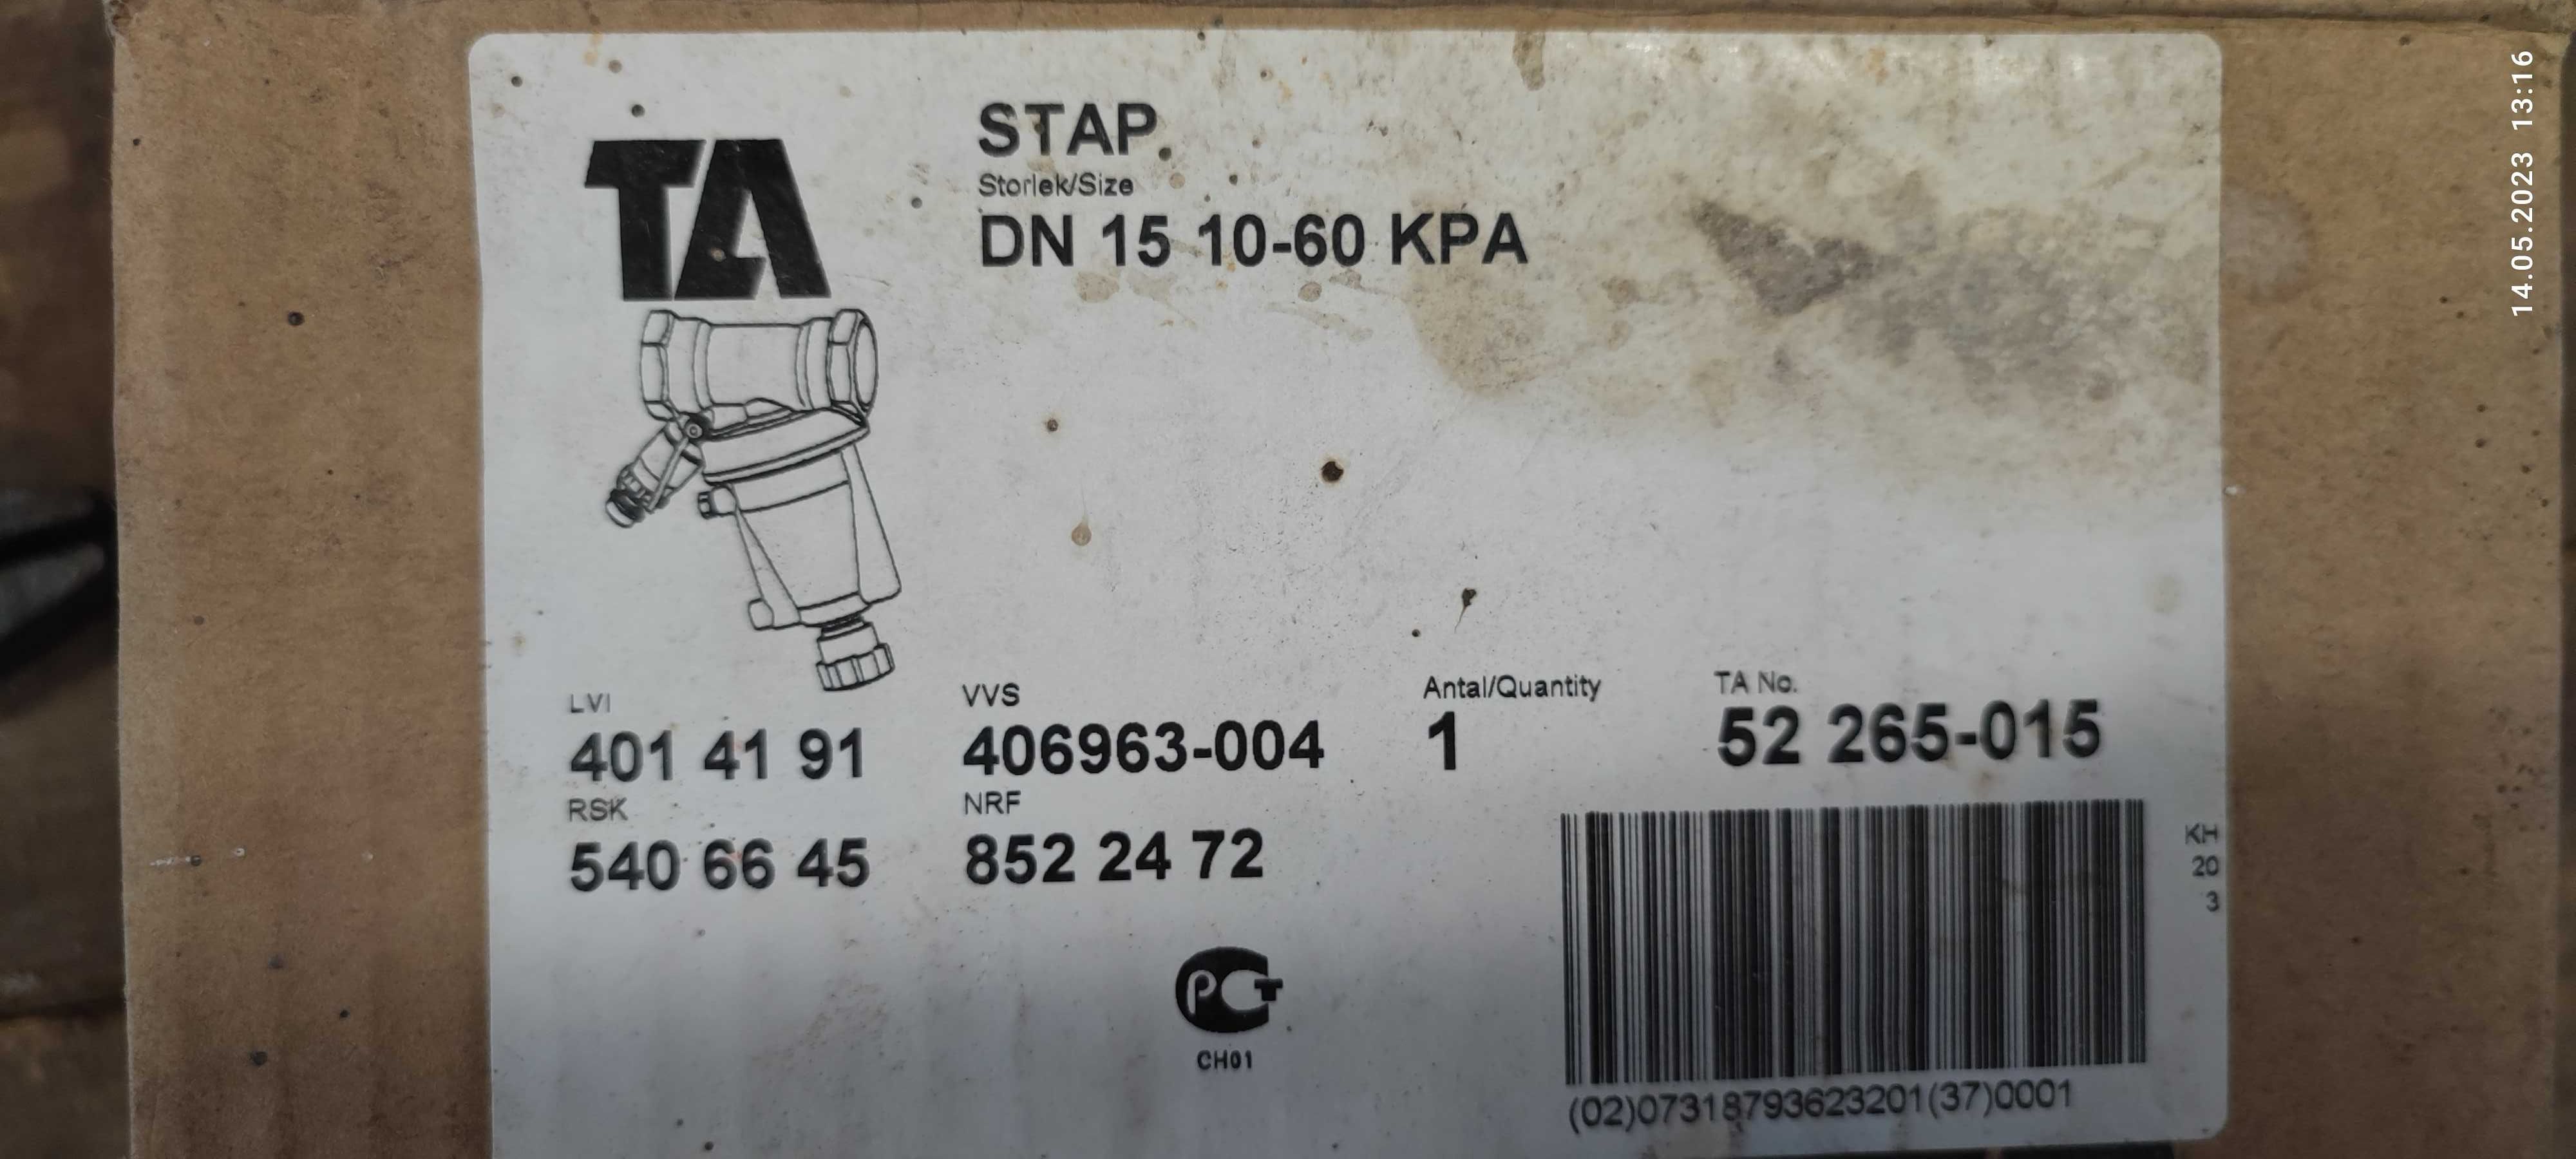 TA
STAP
Storlek/Size
DN 15 10-60 KPA
LVI
401 41 91
VVS
406963-004
Antal/Quantity
1
TA No.
52 265-015
RSK
540 66 45
NRF
852 24 72
KH
20
3
РСТ
CH01
(02)07318793623201(37)0001
14.05.2023 13:16